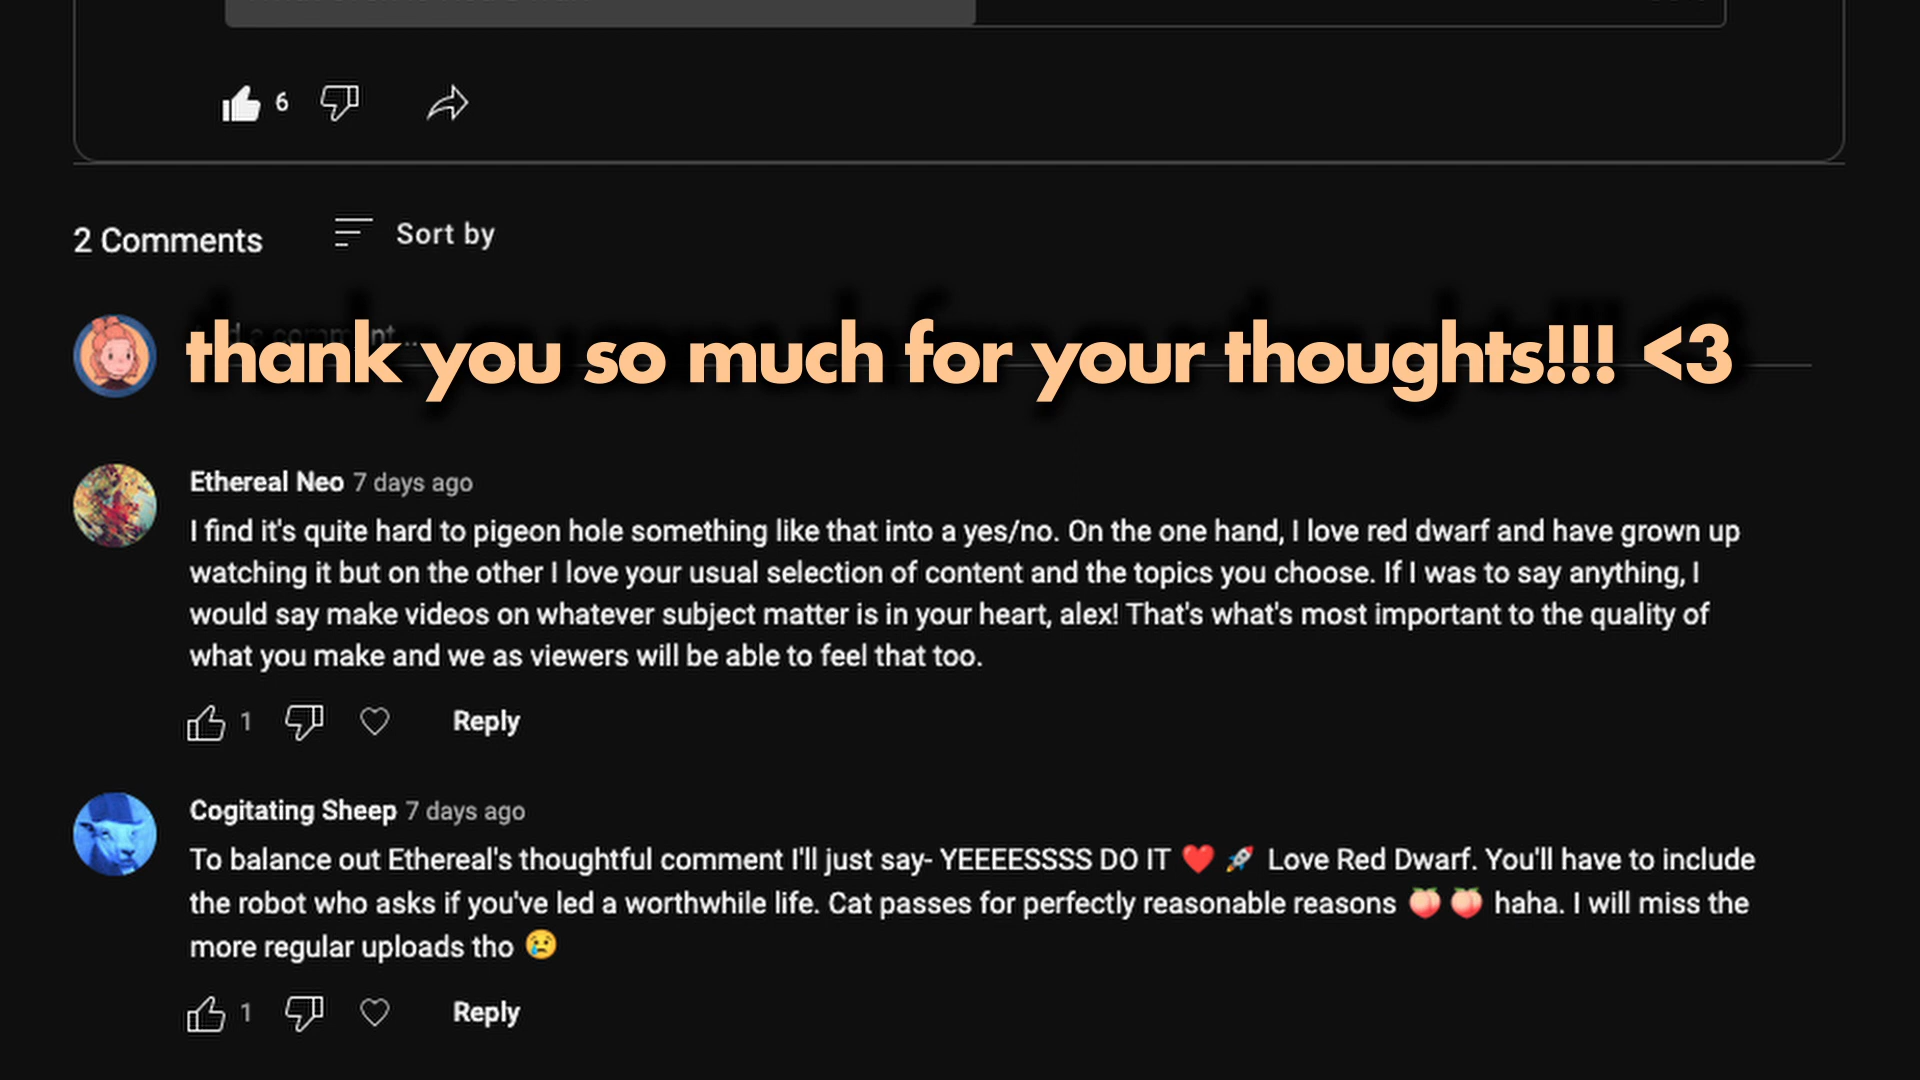 6
2 Comments
Sort by
thank you so much for your thoughts!!! <3
Ethereal Neo 7 days ago
I find it's quite hard to pigeon hole something like that into a yes/no. On the one hand, I love red dwarf and have grown up
watching it but on the other I love your usual selection of content and the topics you choose. If I was to say anything, I
would say make videos on whatever subject matter is in your heart, alex! That's what's most important to the quality of
what you make and we as viewers will be able to feel that too.
1
Reply
Cogitating Sheep 7 days ago
To balance out Ethereal's thoughtful comment I'll just say- YEEEESSSS DO IT ❤️ 🚀 Love Red Dwarf. You'll have to include
the robot who asks if you've led a worthwhile life. Cat passes for perfectly reasonable reasons 🍑 🍑 haha. I will miss the
more regular uploads tho 😢
1
Reply